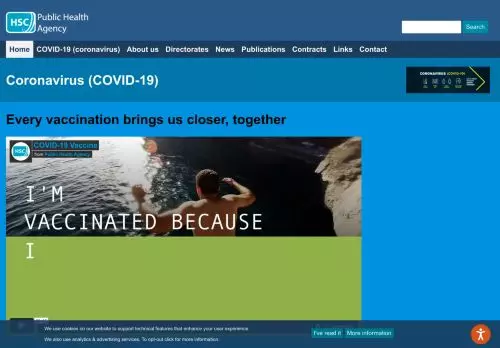 HSC Public Health
Agency
Search
Home COVID-19 (coronavirus) About us Directorates News Publications Contracts Links Contact
Coronavirus (COVID-19)
CORONAVIRUS (COVID-19)
Every vaccination brings us closer, together
HSC
COVID-19 Vaccine
from Public Health Agency
I'M
VACCINATED BECAUSE
I
We use cookies on our website to support technical features that enhance your user experience.
We also use analytics & advertising services. To opt-out click for more information.
I've read it More information